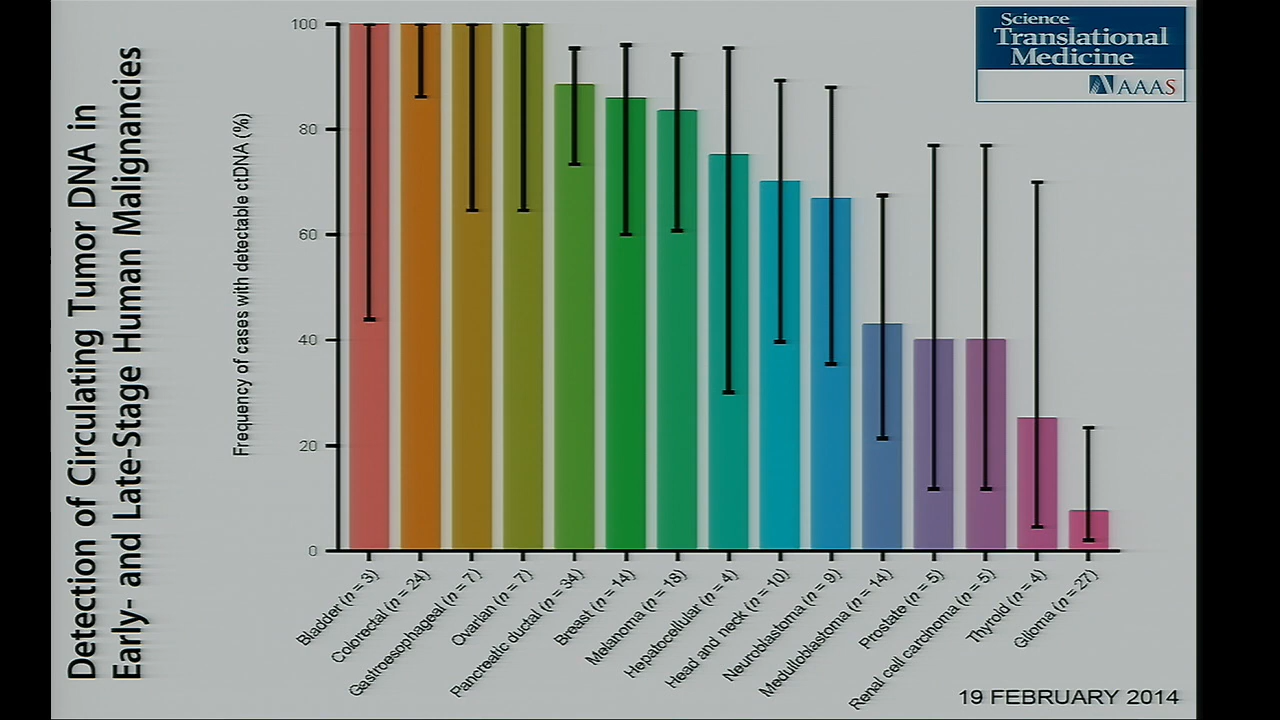 Detection of Circulating Tumor DNA in
Early- and Late-Stage Human Malignancies
Science
Translational
Medicine
AAAS
Frequency of cases with detectable ctDNA (%)
100
80
60
40
20
0
Bladder (n = 3)
Colorectal (n = 24)
Gastroesophageal (n = 7)
Ovarian (n = 7)
Pancreatic ductal (n = 34)
Breast (n = 14)
Melanoma (n = 18)
Hepatocellular (n = 4)
Head and neck (n = 10)
Neuroblastoma (n = 9)
Medulloblastoma (n = 14)
Prostate (n = 5)
Renal cell carcinoma (n = 5)
Thyroid (n = 4)
Glioma (n = 27)
19 FEBRUARY 2014